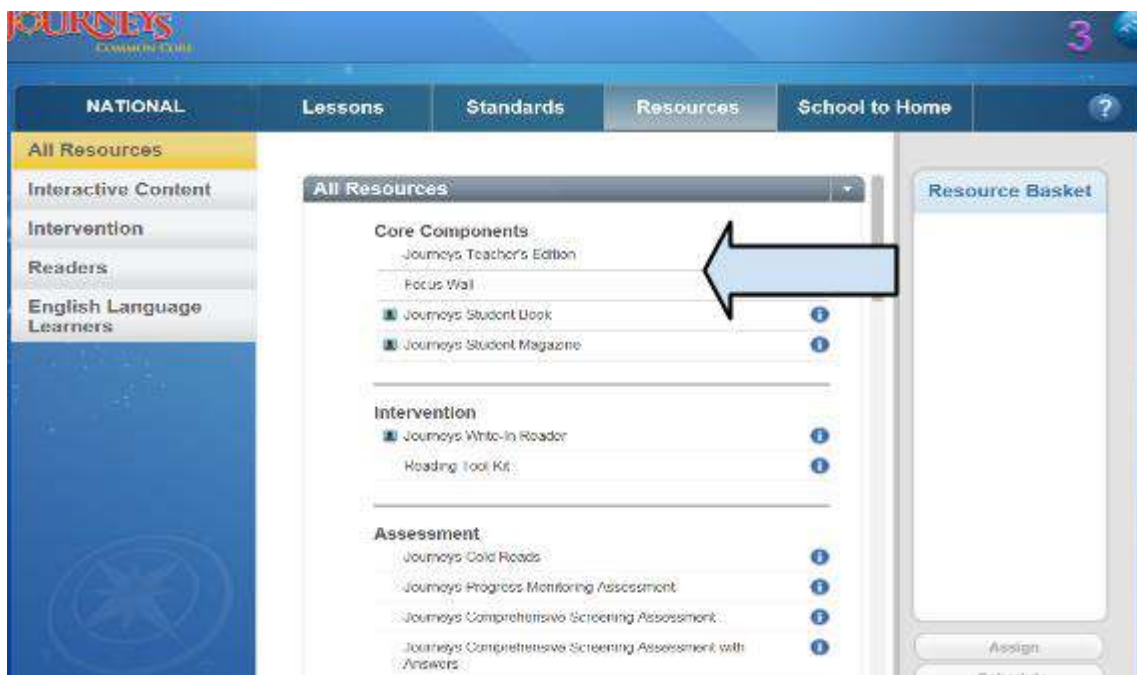 JOURNEYS
COMMON CORE
3
NATIONAL
Lessons
Standards
Resources
School to Home
?
All Resources
Interactive Content
Intervention
Readers
English Language
Learners
All Resources
Core Components
Journeys Teacher's Edition
Focus Wall
Journeys Student Book
Journeys Student Magazine
Intervention
Journeys Write-In Reader
Reading Tool Kit
Assessment
Journeys Cold Reads
Journeys Progress Monitoring Assessment
Journeys Comprehensive Screening Assessment
Journeys Comprehensive Screening Assessment with
Answers
Resource Basket
Assign